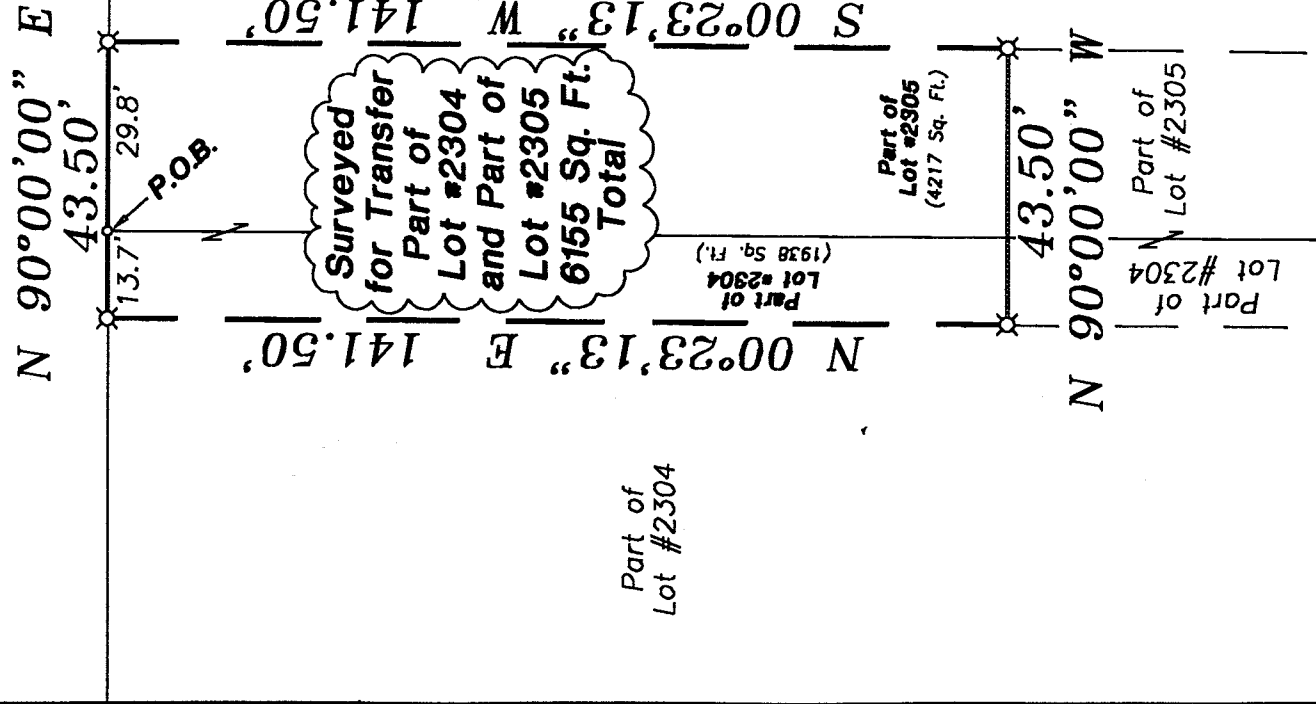 N 90°00'00" E
43.50'
13.7'
29.8'
P.O.B.
S 00°23'13" W 141.50'
Surveyed
for Transfer
Part of
Lot #2304
and Part of
Lot #2305
6155 Sq. Ft.
Total
Part of
Lot #2305
(4217 Sq. Ft.)
Part of
Lot #2304
(1938 Sq. Ft.)
N 00°23'13" E 141.50'
43.50'
N 90°00'00" W
Part of
Lot #2305
Part of
Lot #2304
Part of
Lot #2304